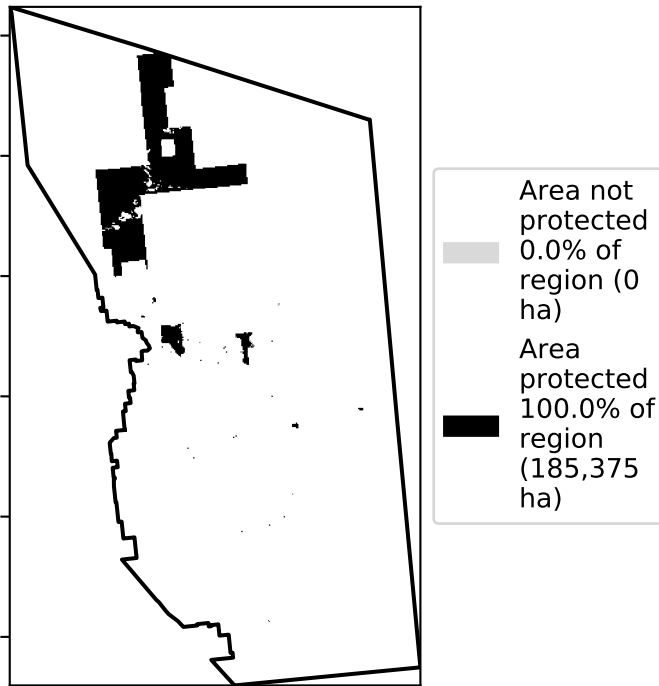 Area not
protected
0.0% of
region (0
ha)
Area
protected
100.0% of
region
(185,375
ha)